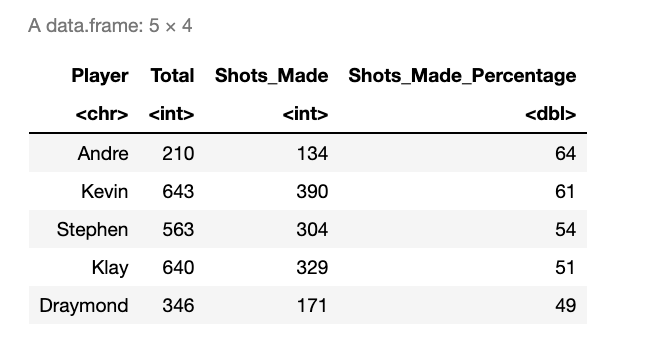 A data.frame: 5 × 4
Player Total Shots_Made Shots_Made_Percentage
<chr> <int> <int> <dbl>
Andre 210 134 64
Kevin 643 390 61
Stephen 563 304 54
Klay 640 329 51
Draymond 346 171 49